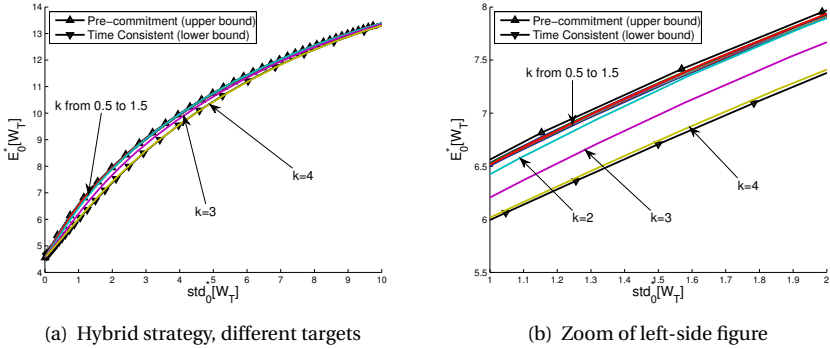 Pre-commitment (upper bound)
Time Consistent (lower bound)
k from 0.5 to 1.5
k=4
k=3
14
13
12
11
10
9
8
7
6
5
4
E*0[WT]
0 1 2 3 4 5 6 7 8 9 10
std*0[WT]
(a) Hybrid strategy, different targets
Pre-commitment (upper bound)
Time Consistent (lower bound)
k from 0.5 to 1.5
k=4
k=3
k=2
8
7.5
7
6.5
6
5.5
E*0[WT]
1 1.1 1.2 1.3 1.4 1.5 1.6 1.7 1.8 1.9 2
std*0[WT]
(b) Zoom of left-side figure